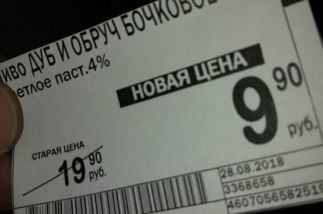 ИВО ДУБ И ОБРУЧ БОЧКОВОЕ
етлое паст.4%
НОВАЯ ЦЕНА
9 90
руб.
СТАРАЯ ЦЕНА
19 90
руб.
28.08.2018
3368658
4607056582519